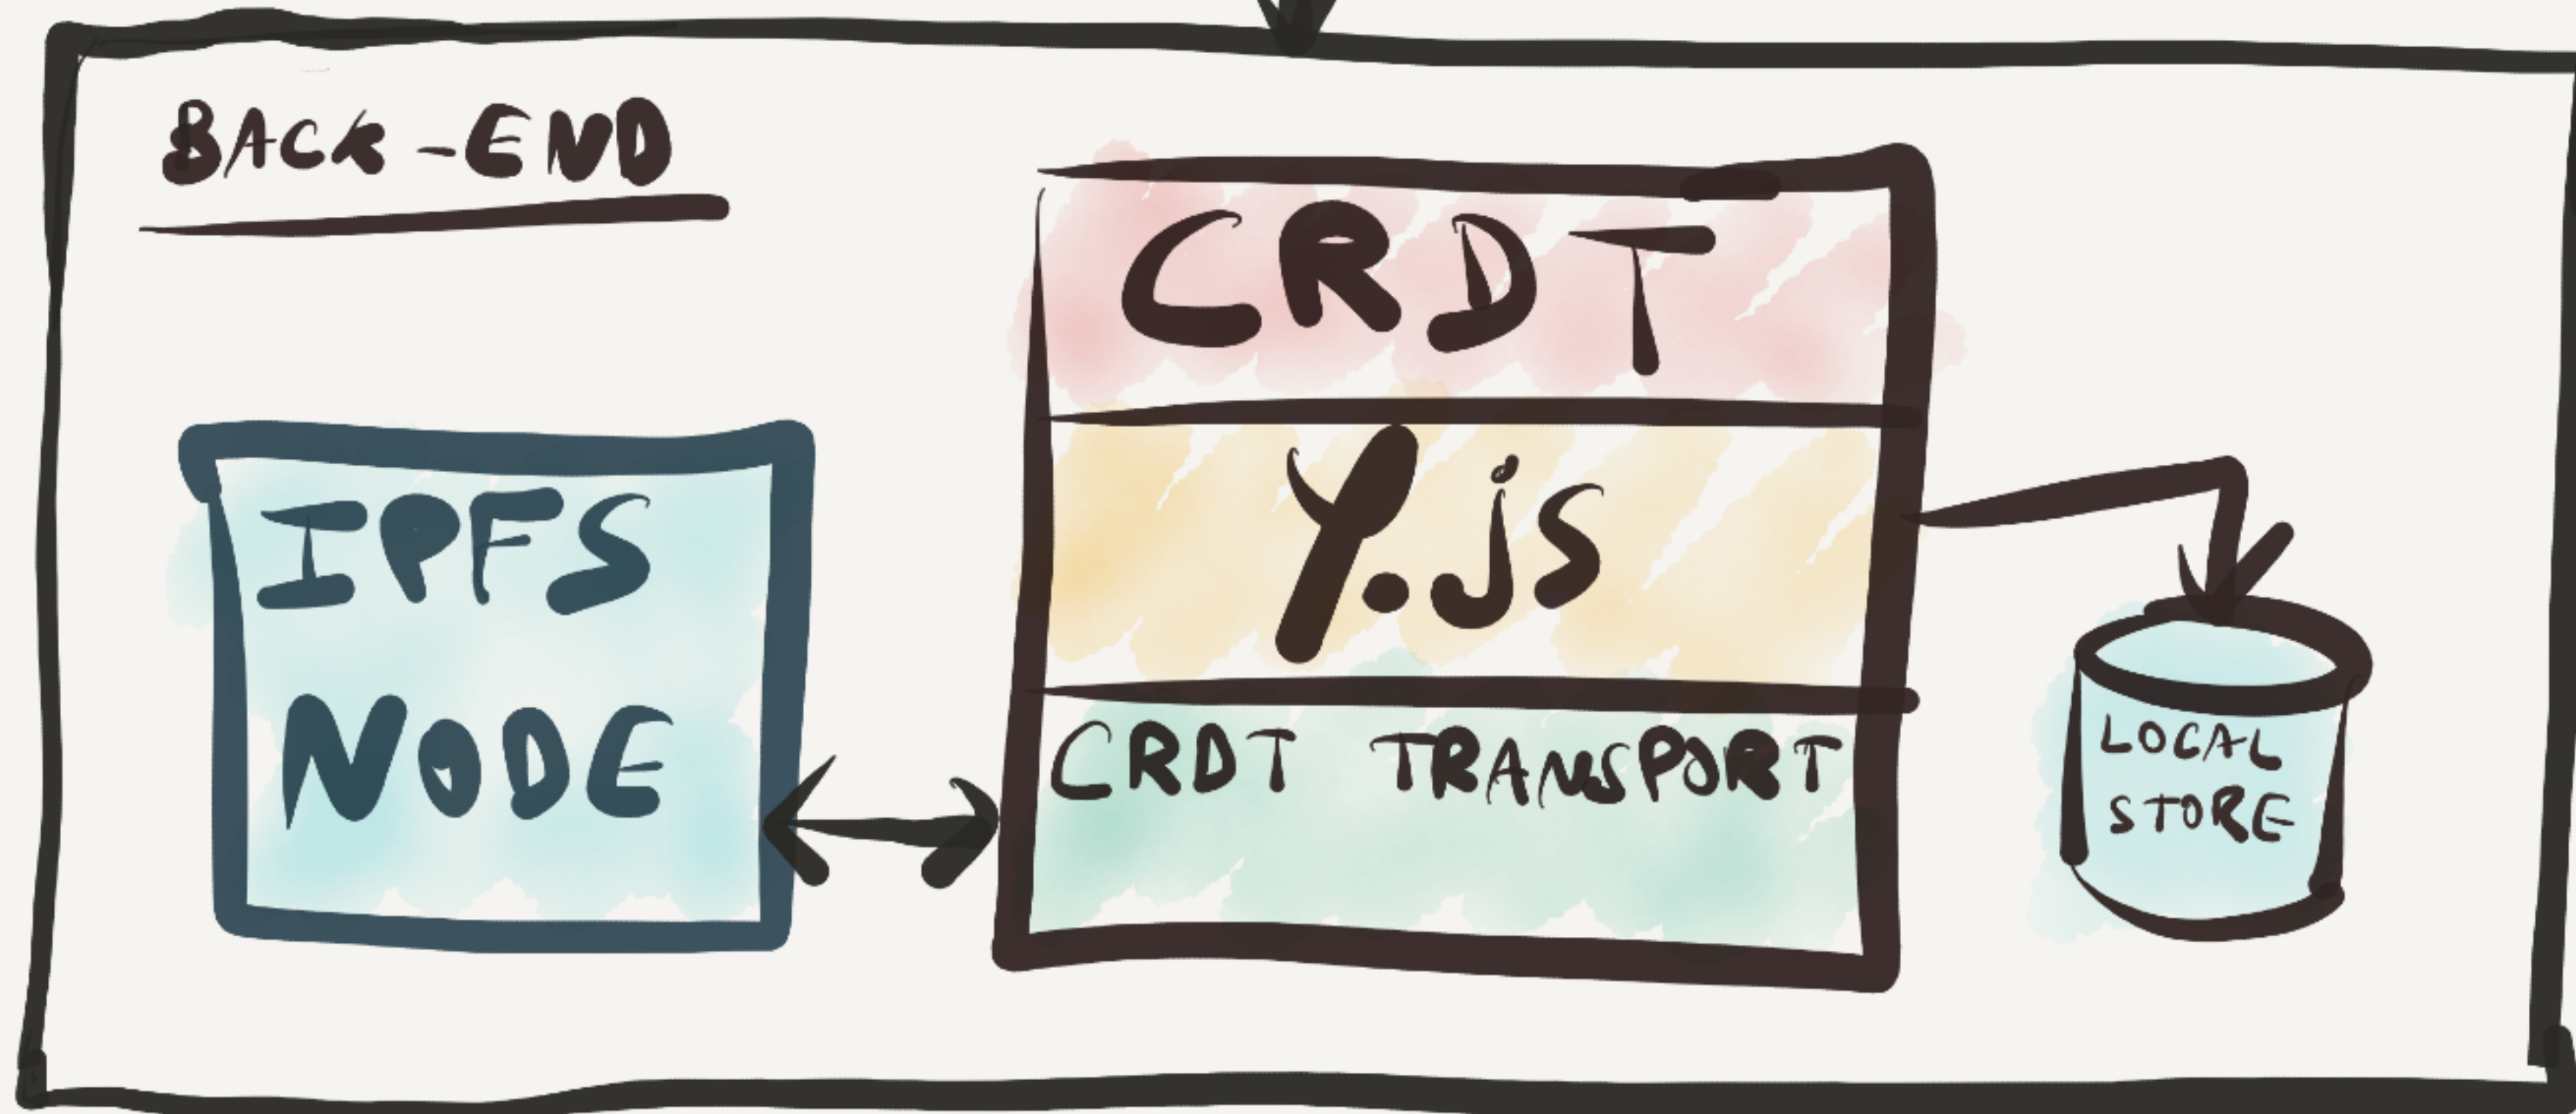 BACK-END
CRDT
Y.js
IPFS
NODE
CRDT TRANSPORT
LOCAL
STORE